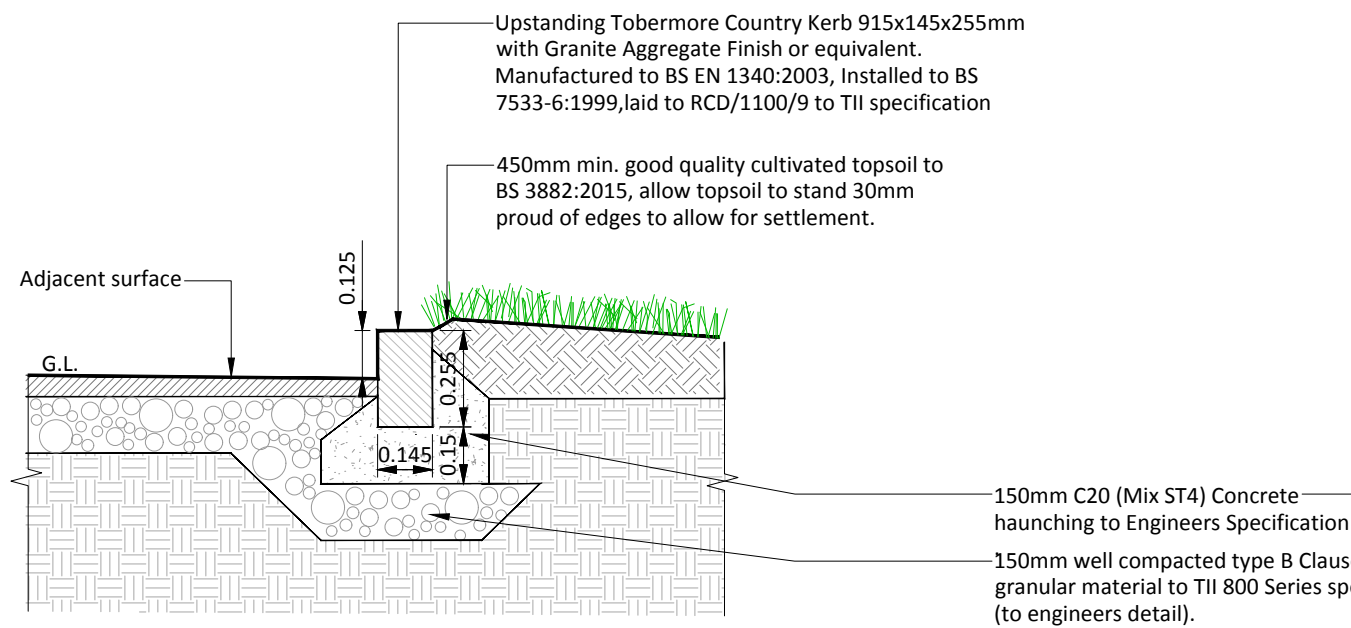 Upstanding Tobermore Country Kerb 915x145x255mm
with Granite Aggregate Finish or equivalent.
Manufactured to BS EN 1340:2003, Installed to BS
7533-6:1999,laid to RCD/1100/9 to TII specification
450mm min. good quality cultivated topsoil to
BS 3882:2015, allow topsoil to stand 30mm
proud of edges to allow for settlement.
Adjacent surface
0.125
G.L.
0.255
0.145
0.15
150mm C20 (Mix ST4) Concrete
haunching to Engineers Specification
150mm well compacted type B Claus
granular material to TII 800 Series spe
(to engineers detail).